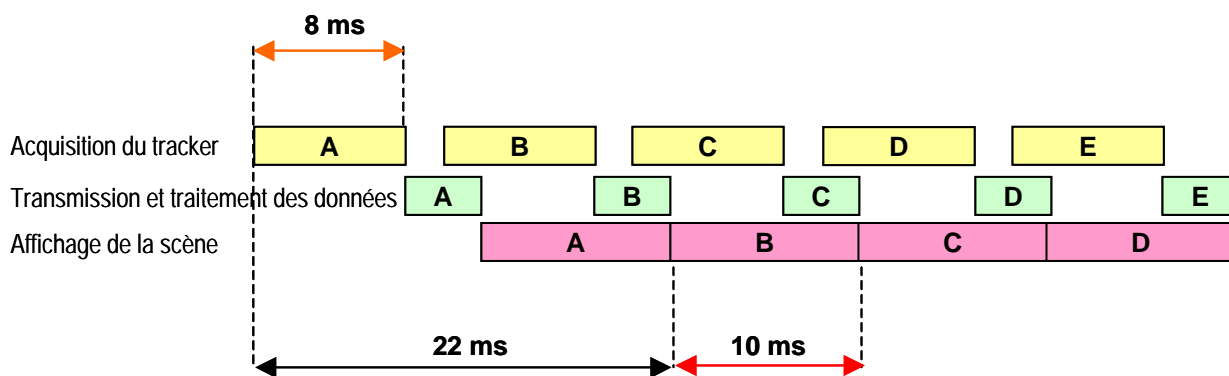 8 ms
Acquisition du tracker A B C D E
Transmission et traitement des données A B C D E
Affichage de la scène A B C D
22 ms 10 ms